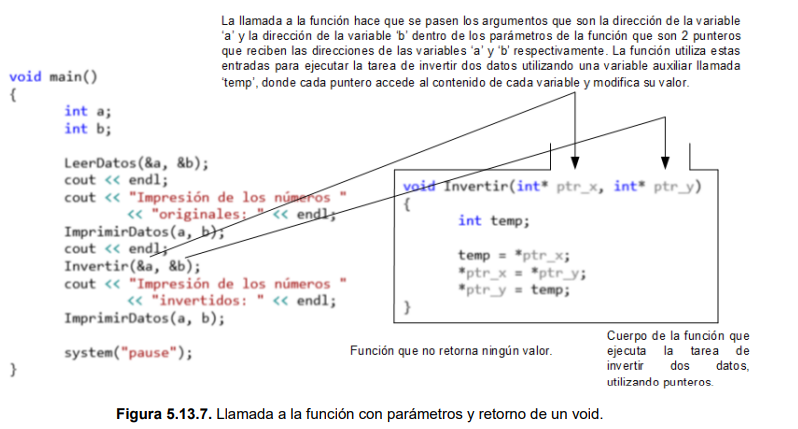 La llamada a la función hace que se pasen los argumentos que son la dirección de la variable
'a' y la dirección de la variable 'b' dentro de los parámetros de la función que son 2 punteros
que reciben las direcciones de las variables 'a' y 'b' respectivamente. La función utiliza estas
entradas para ejecutar la tarea de invertir dos datos utilizando una variable auxiliar llamada
'temp', donde cada puntero accede al contenido de cada variable y modifica su valor.
void main()
{
int a;
int b;
LeerDatos(&a, &b);
cout << endl;
cout << "Impresión de los números "
<< "originales: " << endl;
ImprimirDatos(a, b);
cout << endl;
Invertir(&a, &b);
cout << "Impresión de los números "
<< "invertidos: " << endl;
ImprimirDatos(a, b);
system("pause");
}
void Invertir(int* ptr_x, int* ptr_y)
{
int temp;
temp = *ptr_x;
*ptr_x = *ptr_y;
*ptr_y = temp;
}
Función que no retorna ningún valor.
Cuerpo de la función que
ejecuta la tarea de
invertir dos datos,
utilizando punteros.
Figura 5.13.7. Llamada a la función con parámetros y retorno de un void.